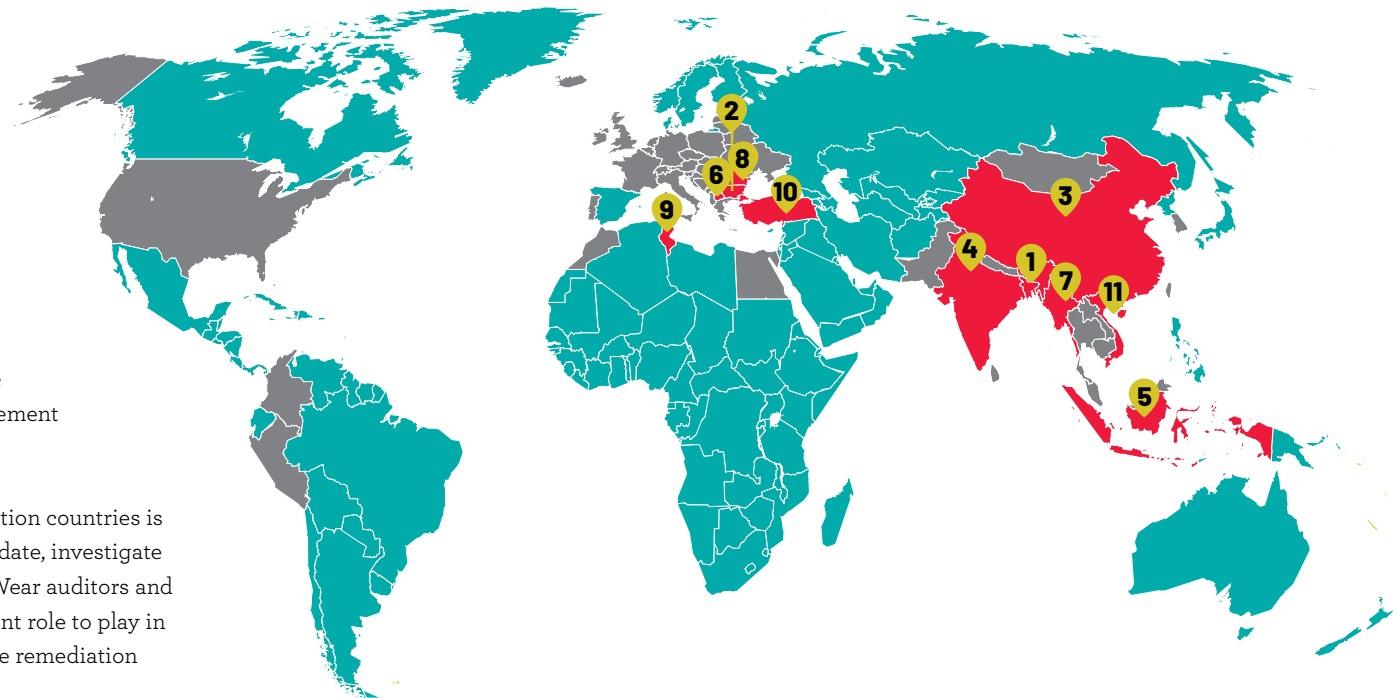 2
8
6
10
9
3
4
1
7
11
5
ement
tion countries is
date, investigate
Wear auditors and
nt role to play in
e remediation